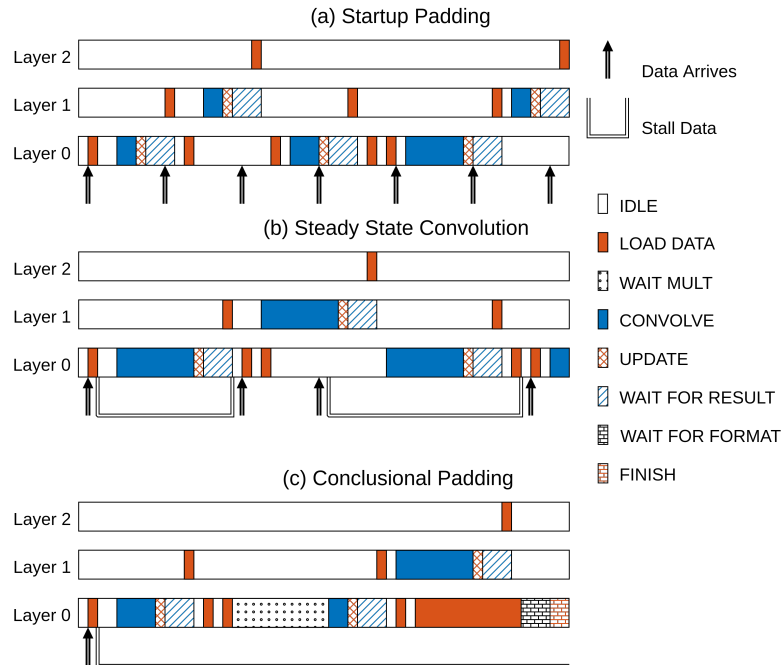 (a) Startup Padding
Layer 2
Layer 1
Layer 0
Data Arrives
Stall Data
(b) Steady State Convolution
Layer 2
Layer 1
Layer 0
IDLE
LOAD DATA
WAIT MULT
CONVOLVE
UPDATE
WAIT FOR RESULT
WAIT FOR FORMAT
FINISH
(c) Conclusional Padding
Layer 2
Layer 1
Layer 0